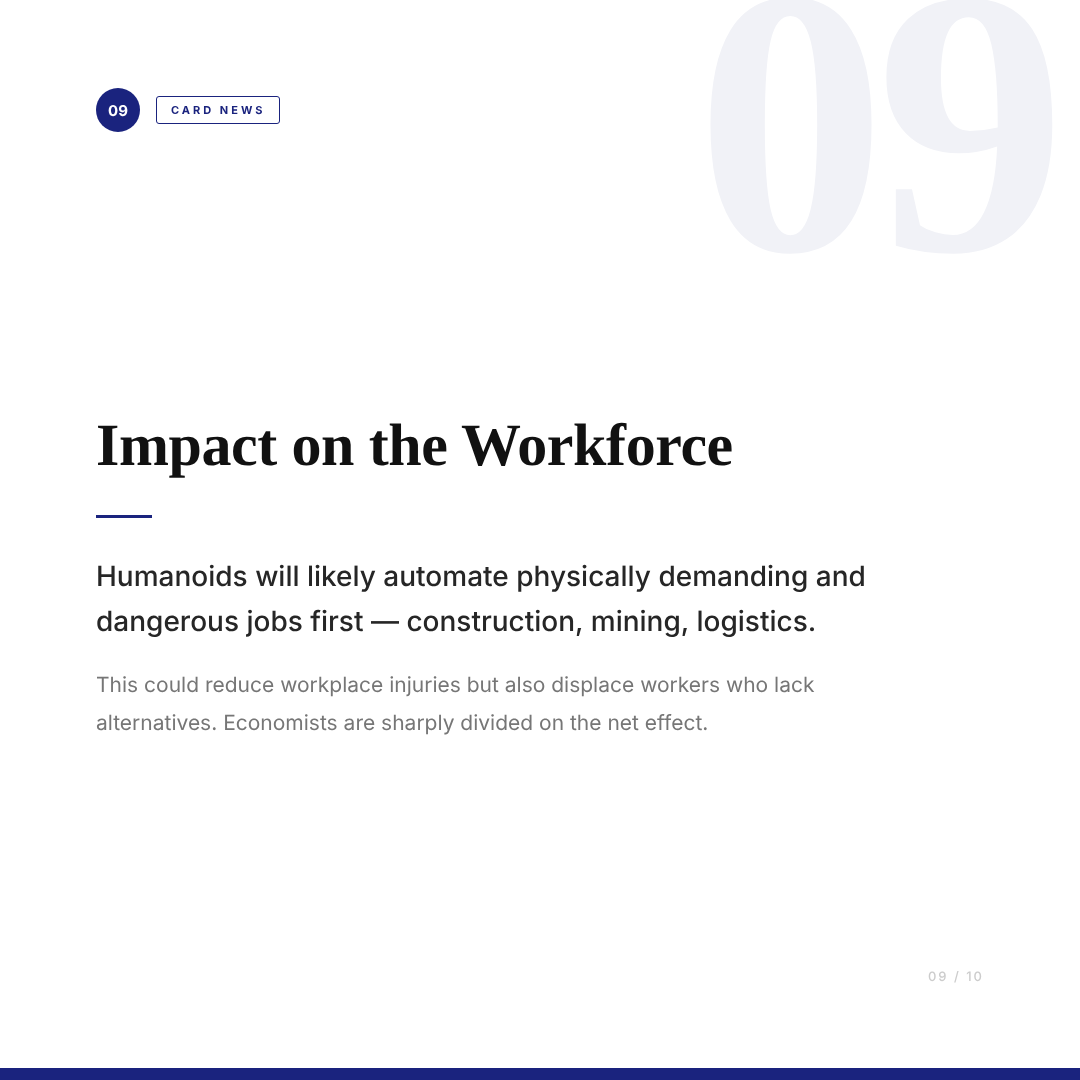 09
09
CARD NEWS
Impact on the Workforce
Humanoids will likely automate physically demanding and
dangerous jobs first — construction, mining, logistics.
This could reduce workplace injuries but also displace workers who lack
alternatives. Economists are sharply divided on the net effect.
09 / 10